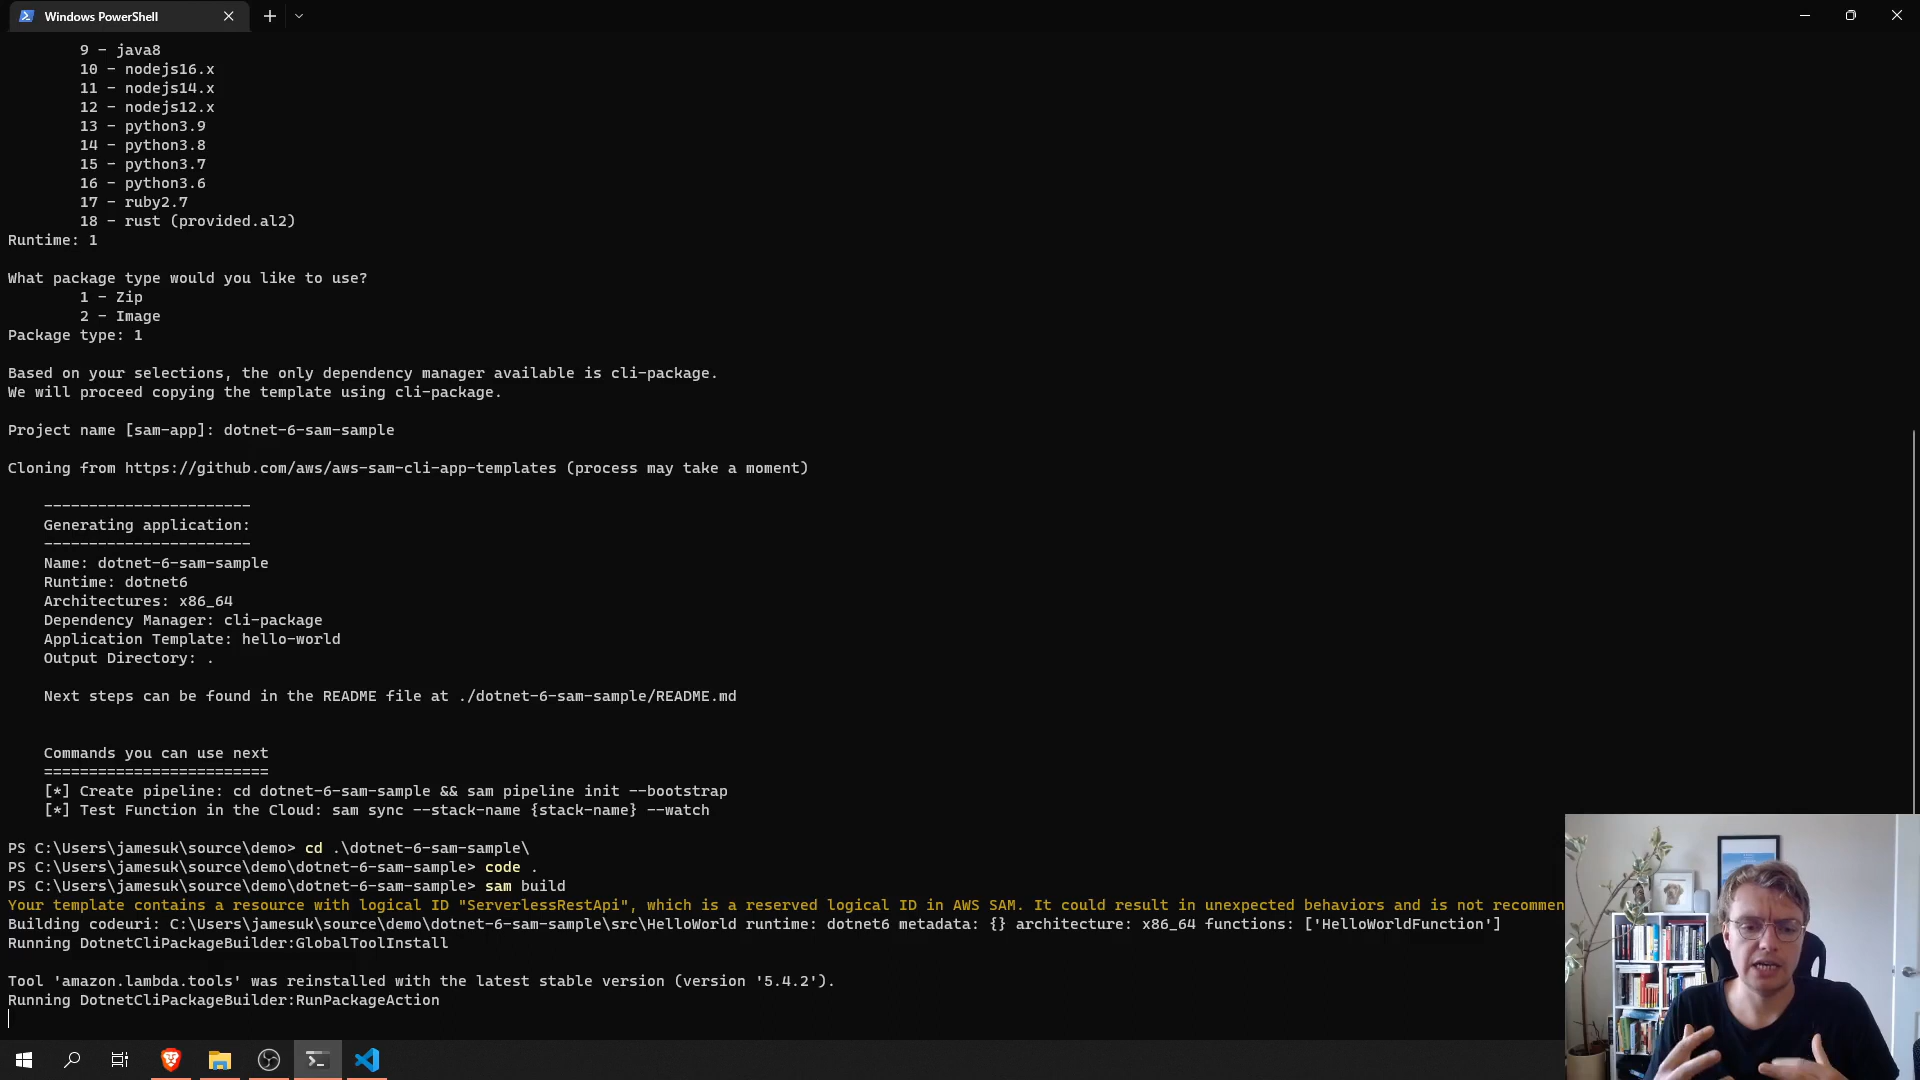 Windows PowerShell
9 - java8
10 - nodejs16.x
11 - nodejs14.x
12 - nodejs12.x
13 - python3.9
14 - python3.8
15 - python3.7
16 - python3.6
17 - ruby2.7
18 - rust (provided.al2)
Runtime: 1
What package type would you like to use?
1 - Zip
2 - Image
Package type: 1
Based on your selections, the only dependency manager available is cli-package.
We will proceed copying the template using cli-package.
Project name [sam-app]: dotnet-6-sam-sample
Cloning from https://github.com/aws/aws-sam-cli-app-templates (process may take a moment)
-----------------------
Generating application:
-----------------------
Name: dotnet-6-sam-sample
Runtime: dotnet6
Architectures: x86_64
Dependency Manager: cli-package
Application Template: hello-world
Output Directory: .
Next steps can be found in the README file at ./dotnet-6-sam-sample/README.md
Commands you can use next
=========================
[*] Create pipeline: cd dotnet-6-sam-sample && sam pipeline init --bootstrap
[*] Test Function in the Cloud: sam sync --stack-name {stack-name} --watch
PS C:\Users\jamesuk\source\demo> cd .\dotnet-6-sam-sample\
PS C:\Users\jamesuk\source\demo\dotnet-6-sam-sample> code .
PS C:\Users\jamesuk\source\demo\dotnet-6-sam-sample> sam build
Your template contains a resource with logical ID "ServerlessRestApi", which is a reserved logical ID in AWS SAM. It could result in unexpected behaviors and is not recommen
Building codeuri: C:\Users\jamesuk\source\demo\dotnet-6-sam-sample\src\HelloWorld runtime: dotnet6 metadata: {} architecture: x86_64 functions: ['HelloWorldFunction']
Running DotnetCliPackageBuilder:GlobalToolInstall
Tool 'amazon.lambda.tools' was reinstalled with the latest stable version (version '5.4.2').
Running DotnetCliPackageBuilder:RunPackageAction